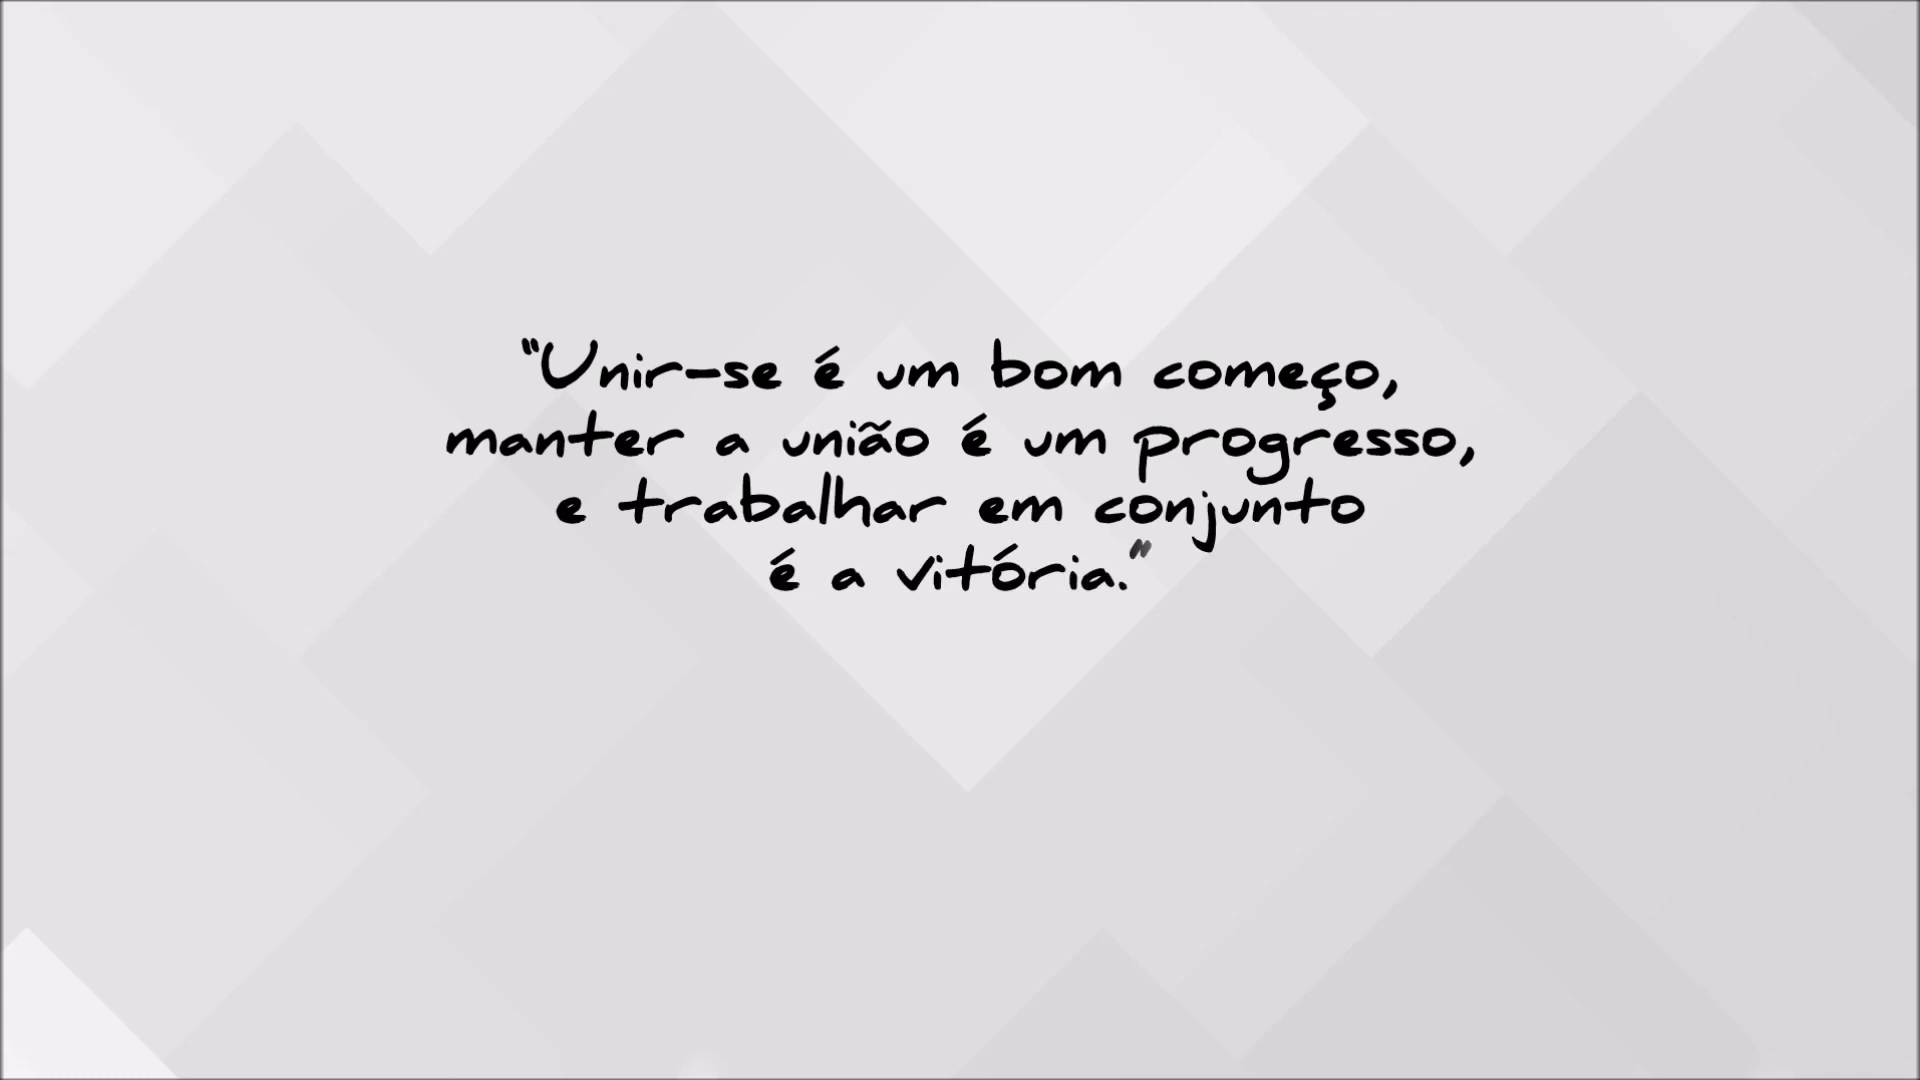 “Unir-se é um bom começo,
manter a união é um progresso,
e trabalhar em conjunto
é a vitória.”